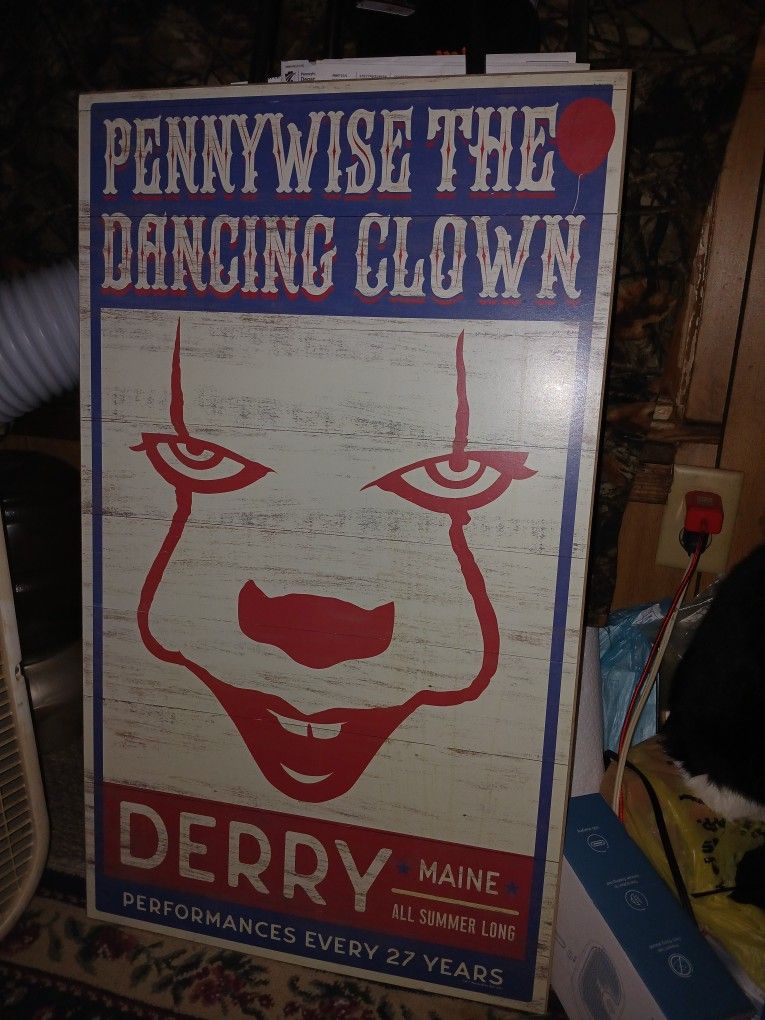 PENNYWISE THE
DANCING CLOWN
DERRY
MAINE
ALL SUMMER LONG
PERFORMANCES EVERY 27 YEARS